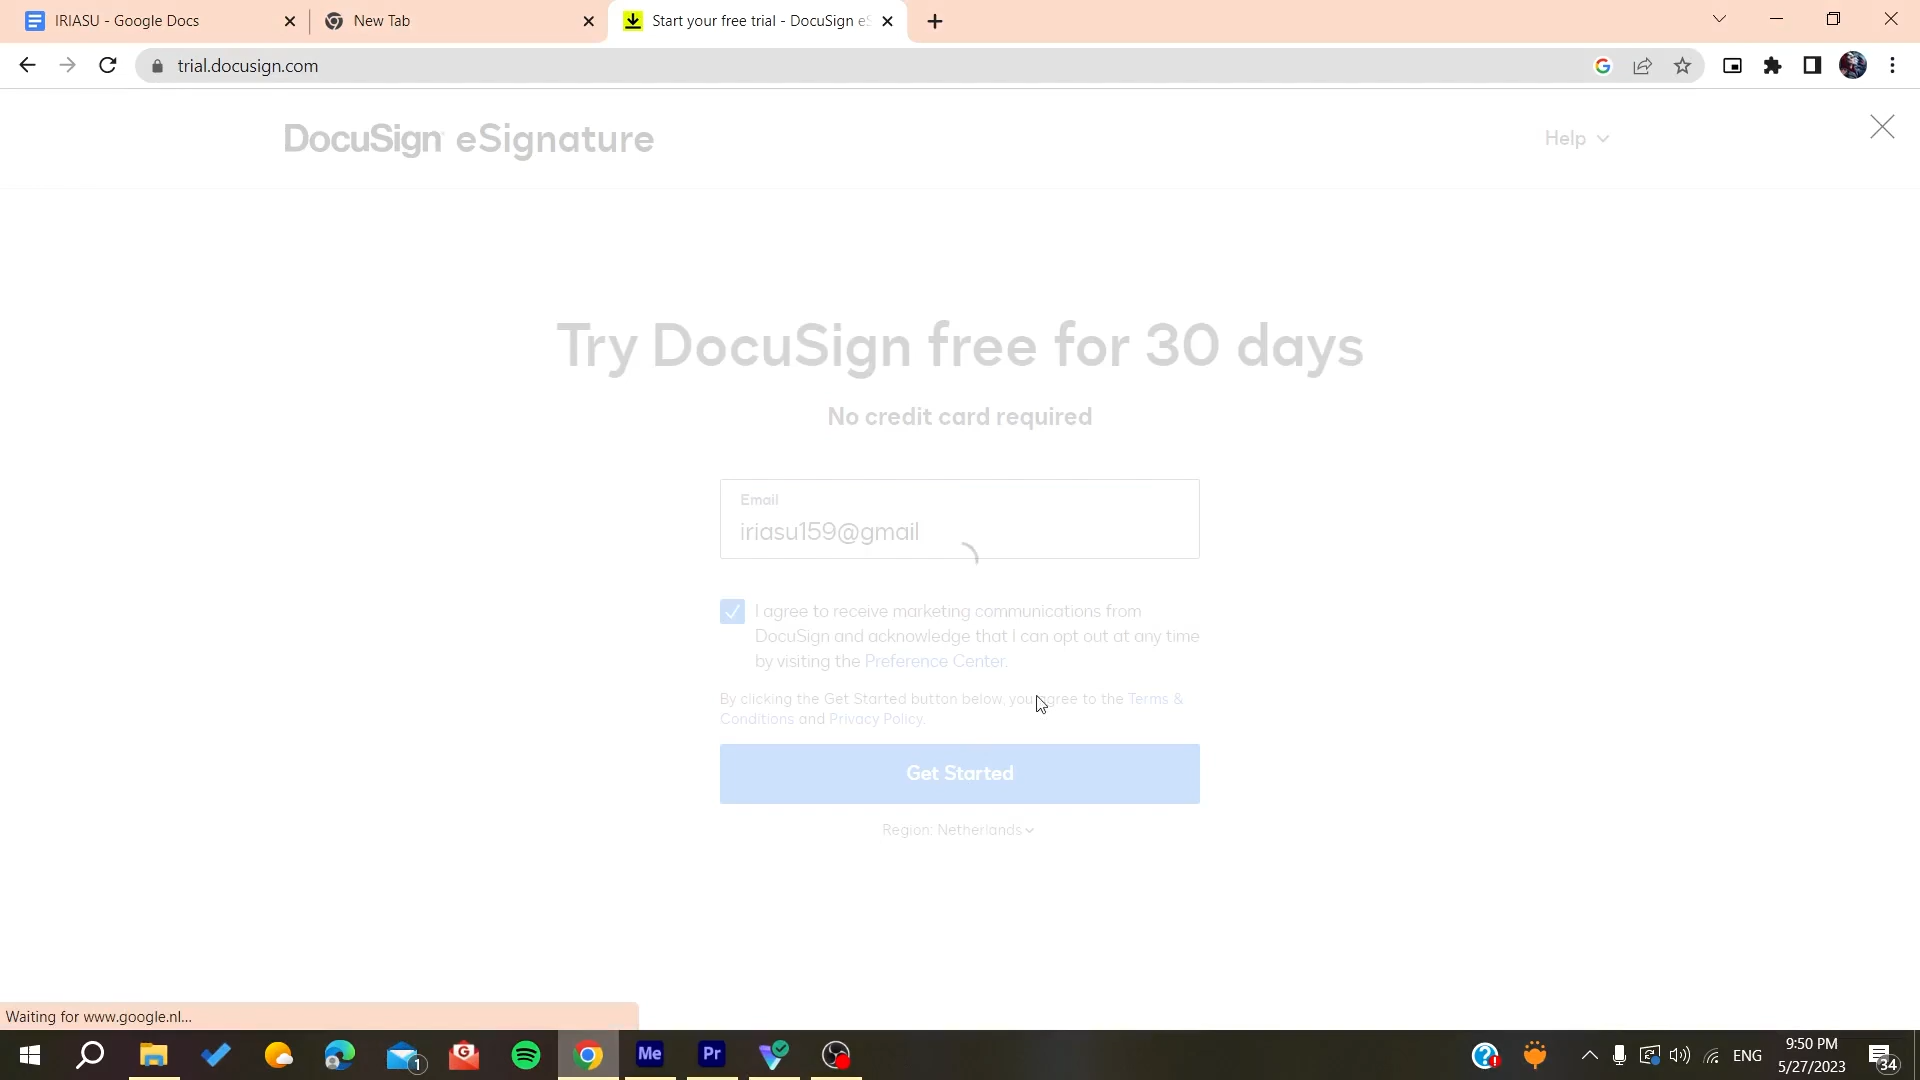 IRIASU - Google Docs
New Tab
Start your free trial - DocuSign eS
trial.docusign.com
DocuSign eSignature
Help
Try DocuSign free for 30 days
No credit card required
Email
iriasu159@gmail
I agree to receive marketing communications from
DocuSign and acknowledge that I can opt out at any time
by visiting the Preference Center.
By clicking the Get Started button below, you agree to the Terms &
Conditions and Privacy Policy.
Get Started
Region: Netherlands
Waiting for www.google.nl...
1
G
Me
Pr
ENG
9:50 PM
5/27/2023
34